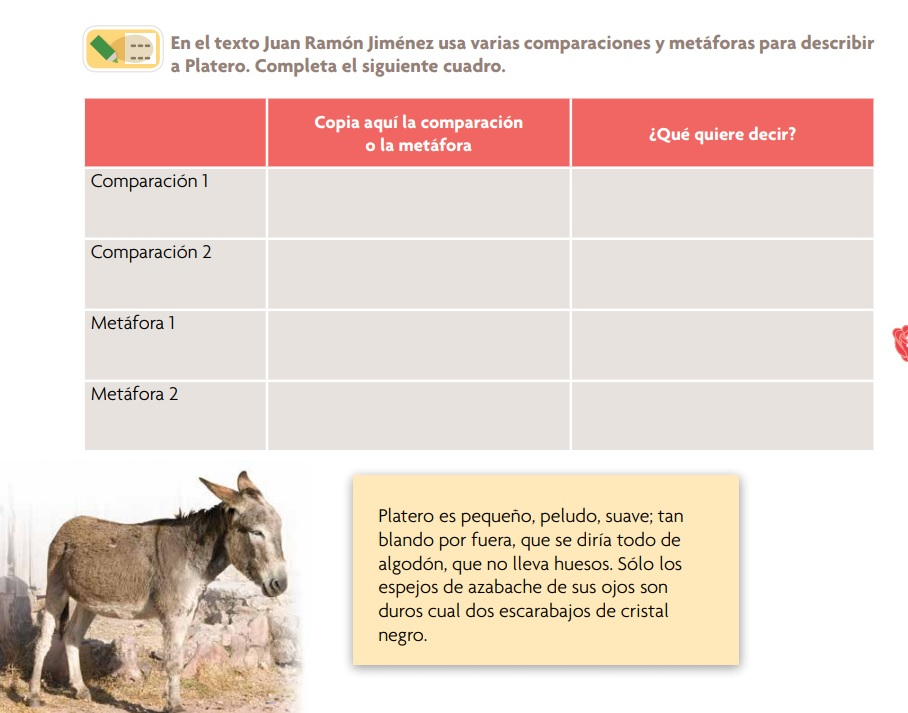 En el texto Juan Ramón Jiménez usa varias comparaciones y metáforas para describir
a Platero. Completa el siguiente cuadro.
Copia aquí la comparación
o la metáfora
¿Qué quiere decir?
Comparación 1
Comparación 2
Metáfora 1
Metáfora 2
Platero es pequeño, peludo, suave; tan
blando por fuera, que se diría todo de
algodón, que no lleva huesos. Sólo los
espejos de azabache de sus ojos son
duros cual dos escarabajos de cristal
negro.